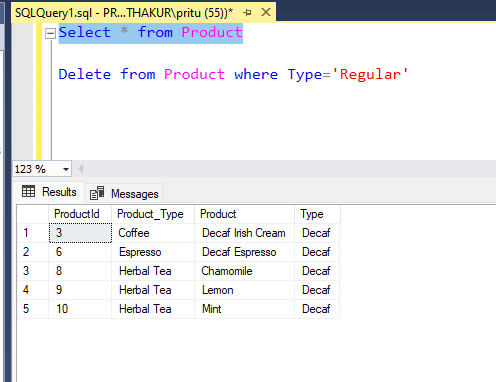 SQLQuery1.sql - PR...THAKUR\pritu (55))*
Select * from Product
Delete from Product where Type='Regular'
123 %
Results Messages
ProductId Product_Type Product Type
1 3 Coffee Decaf Irish Cream Decaf
2 6 Espresso Decaf Espresso Decaf
3 8 Herbal Tea Chamomile Decaf
4 9 Herbal Tea Lemon Decaf
5 10 Herbal Tea Mint Decaf